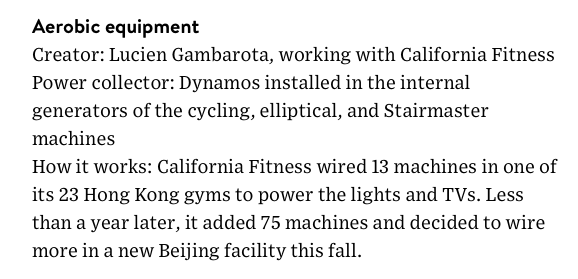 Aerobic equipment
Creator: Lucien Gambarota, working with California Fitness
Power collector: Dynamos installed in the internal
generators of the cycling, elliptical, and Stairmaster
machines
How it works: California Fitness wired 13 machines in one of
its 23 Hong Kong gyms to power the lights and TVs. Less
than a year later, it added 75 machines and decided to wire
more in a new Beijing facility this fall.